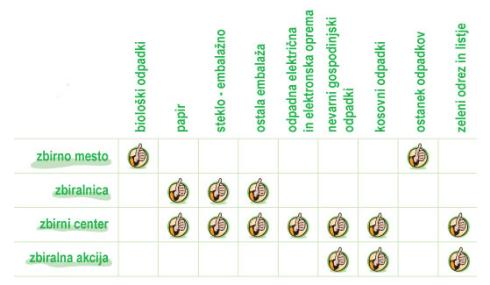 biološki odpadki
papir
steklo - embalažno
ostala embalaža
odpadna električna
in elektronska oprema
nevarni gospodinjski
odpadki
kosovni odpadki
ostanek odpadkov
zeleni odrez in listje
zbirno mesto
zbiralnica
zbirni center
zbiralna akcija